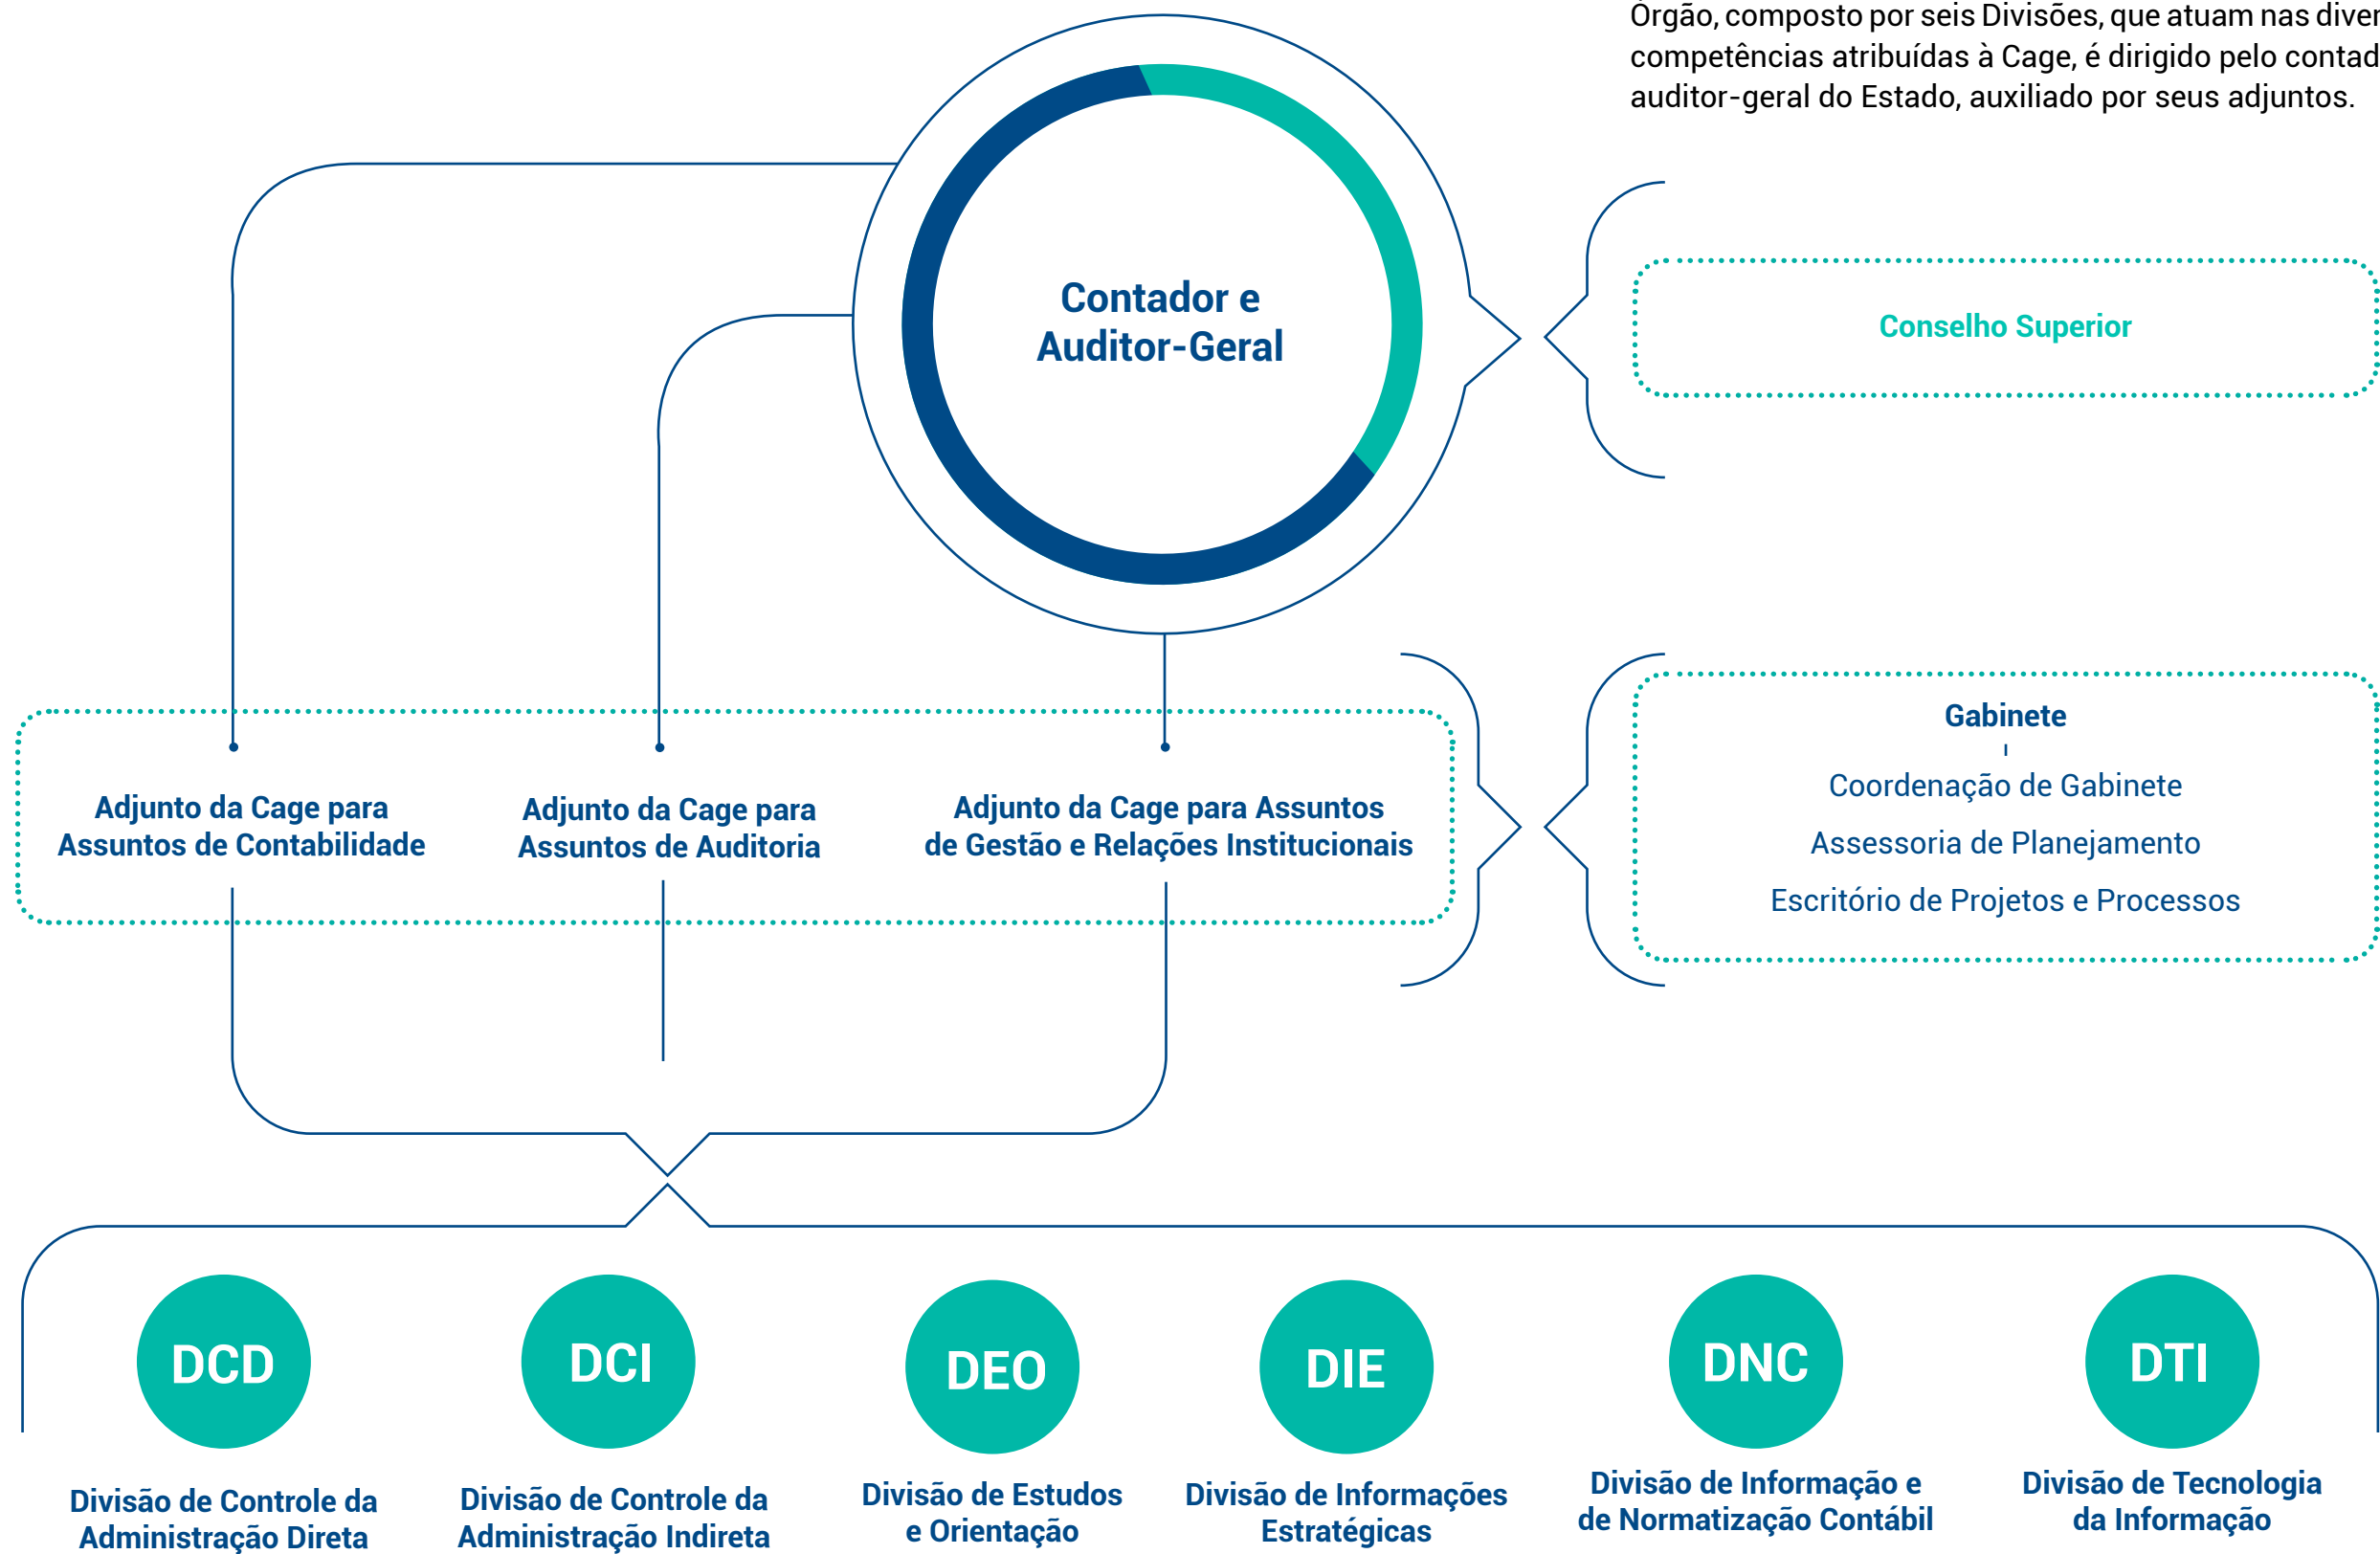 Órgão, composto por seis Divisões, que atuam nas
competências atribuídas à Cage, é dirigido pelo
auditor-geral do Estado, auxiliado por seus adjuntos.
Contador e
Auditor-Geral
Conselho Superior
Adjunto da Cage para
Assuntos de Contabilidade
Adjunto da Cage para
Assuntos de Auditoria
Adjunto da Cage para Assuntos
de Gestão e Relações Institucionais
Gabinete
Coordenação de Gabinete
Assessoria de Planejamento
Escritório de Projetos e Processos
DCD
Divisão de Controle da
Administração Direta
DCI
Divisão de Controle da
Administração Indireta
DEO
Divisão de Estudos
e Orientação
DIE
Divisão de Informações
Estratégicas
DNC
Divisão de Informação e
de Normatização Contábil
DTI
Divisão de Tecnologia
da Informação